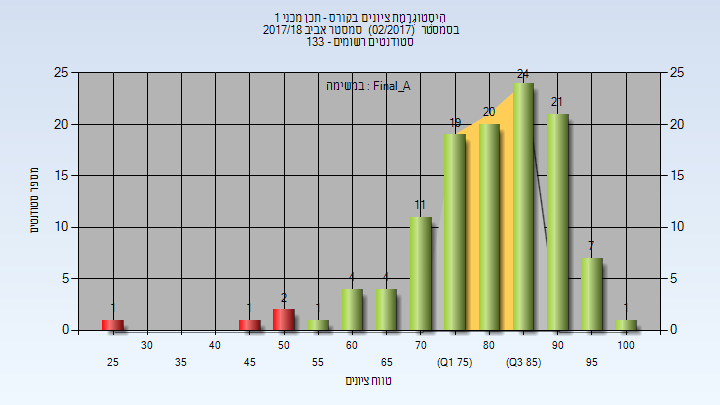 היסטוגרמת ציונים בקורס - תכן מכני 1
בסמסטר (02/2017) סמסטר אביב 2017/18
סטודנטים רשומים - 133
במשימה : Final_A
25 25
20 20
15 15
10 10
5 5
0 0
1 1 2 1 4 4 11 19 20 24 21 7 1
30 40 50 60 70 80 90 100
25 35 45 55 65 (Q1 75) (Q3 85) 95
טווח ציונים
מספר סטודנטים